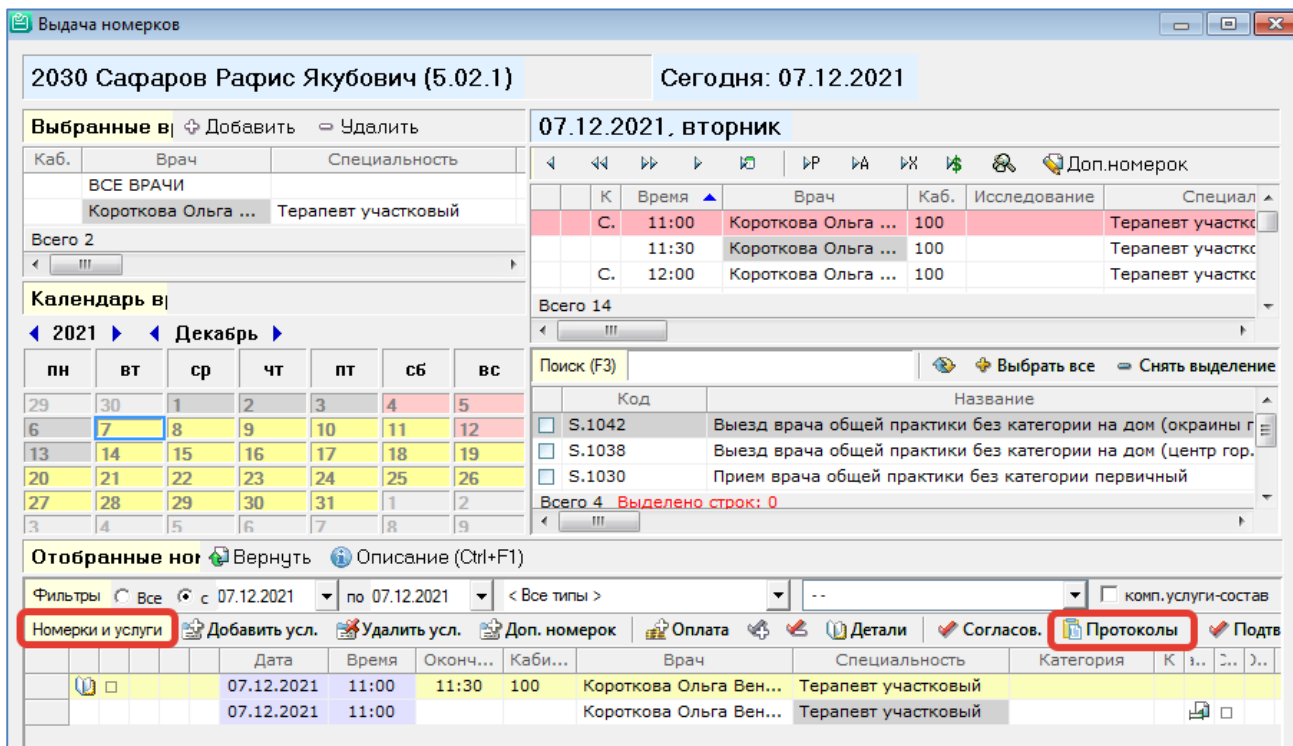 Выдача номерков
2030 Сафаров Рафис Якубович (5.02.1) Сегодня: 07.12.2021
Выбранные в Добавить Удалить
Каб. Врач Специальность
ВСЕ ВРАЧИ
Короткова Ольга ... Терапевт участковый
Всего 2
Календарь в
2021 Декабрь
пн вт ср чт пт сб вс
29 30 1 2 3 4 5
6 7 8 9 10 11 12
13 14 15 16 17 18 19
20 21 22 23 24 25 26
27 28 29 30 31 1 2
3 4 5 6 7 8 9
07.12.2021, вторник
P A X $ Доп.номерок
К Время Врач Каб. Исследование Специал
С. 11:00 Короткова Ольга ... 100 Терапевт участко
11:30 Короткова Ольга ... 100 Терапевт участко
С. 12:00 Короткова Ольга ... 100 Терапевт участко
Всего 14
Поиск (F3) Выбрать все Снять выделение
Код Название
S.1042 Выезд врача общей практики без категории на дом (окраины г
S.1038 Выезд врача общей практики без категории на дом (центр гор.
S.1030 Прием врача общей практики без категории первичный
Всего 4 Выделено строк: 0
Отобранные ног Вернуть Описание (Ctrl+F1)
Фильтры Все с 07.12.2021 по 07.12.2021 < Все типы > -- комп.услуги-состав
Номерки и услуги Добавить усл. Удалить усл. Доп. номерок Оплата Детали Согласов. Протоколы Подтв
Дата Время Оконч... Каби... Врач Специальность Категория К
07.12.2021 11:00 11:30 100 Короткова Ольга Вен... Терапевт участковый
07.12.2021 11:00 Короткова Ольга Вен... Терапевт участковый